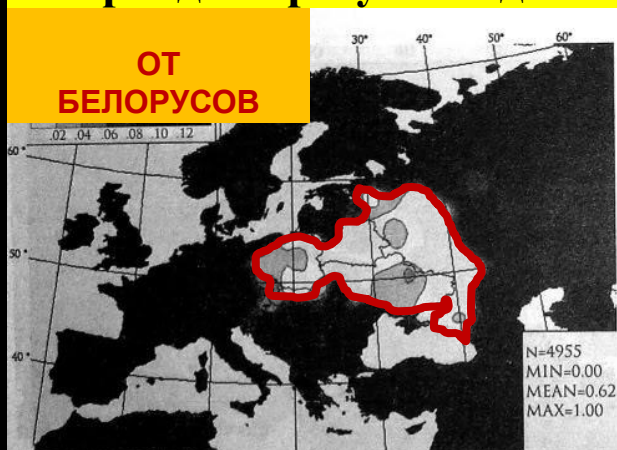 ОТ
БЕЛОРУСОВ
30° 40° 50° 60°
.02 .04 .06 .08 .10 .12
60°
50°
40°
N=4955
MIN=0.00
MEAN=0.62
MAX=1.00